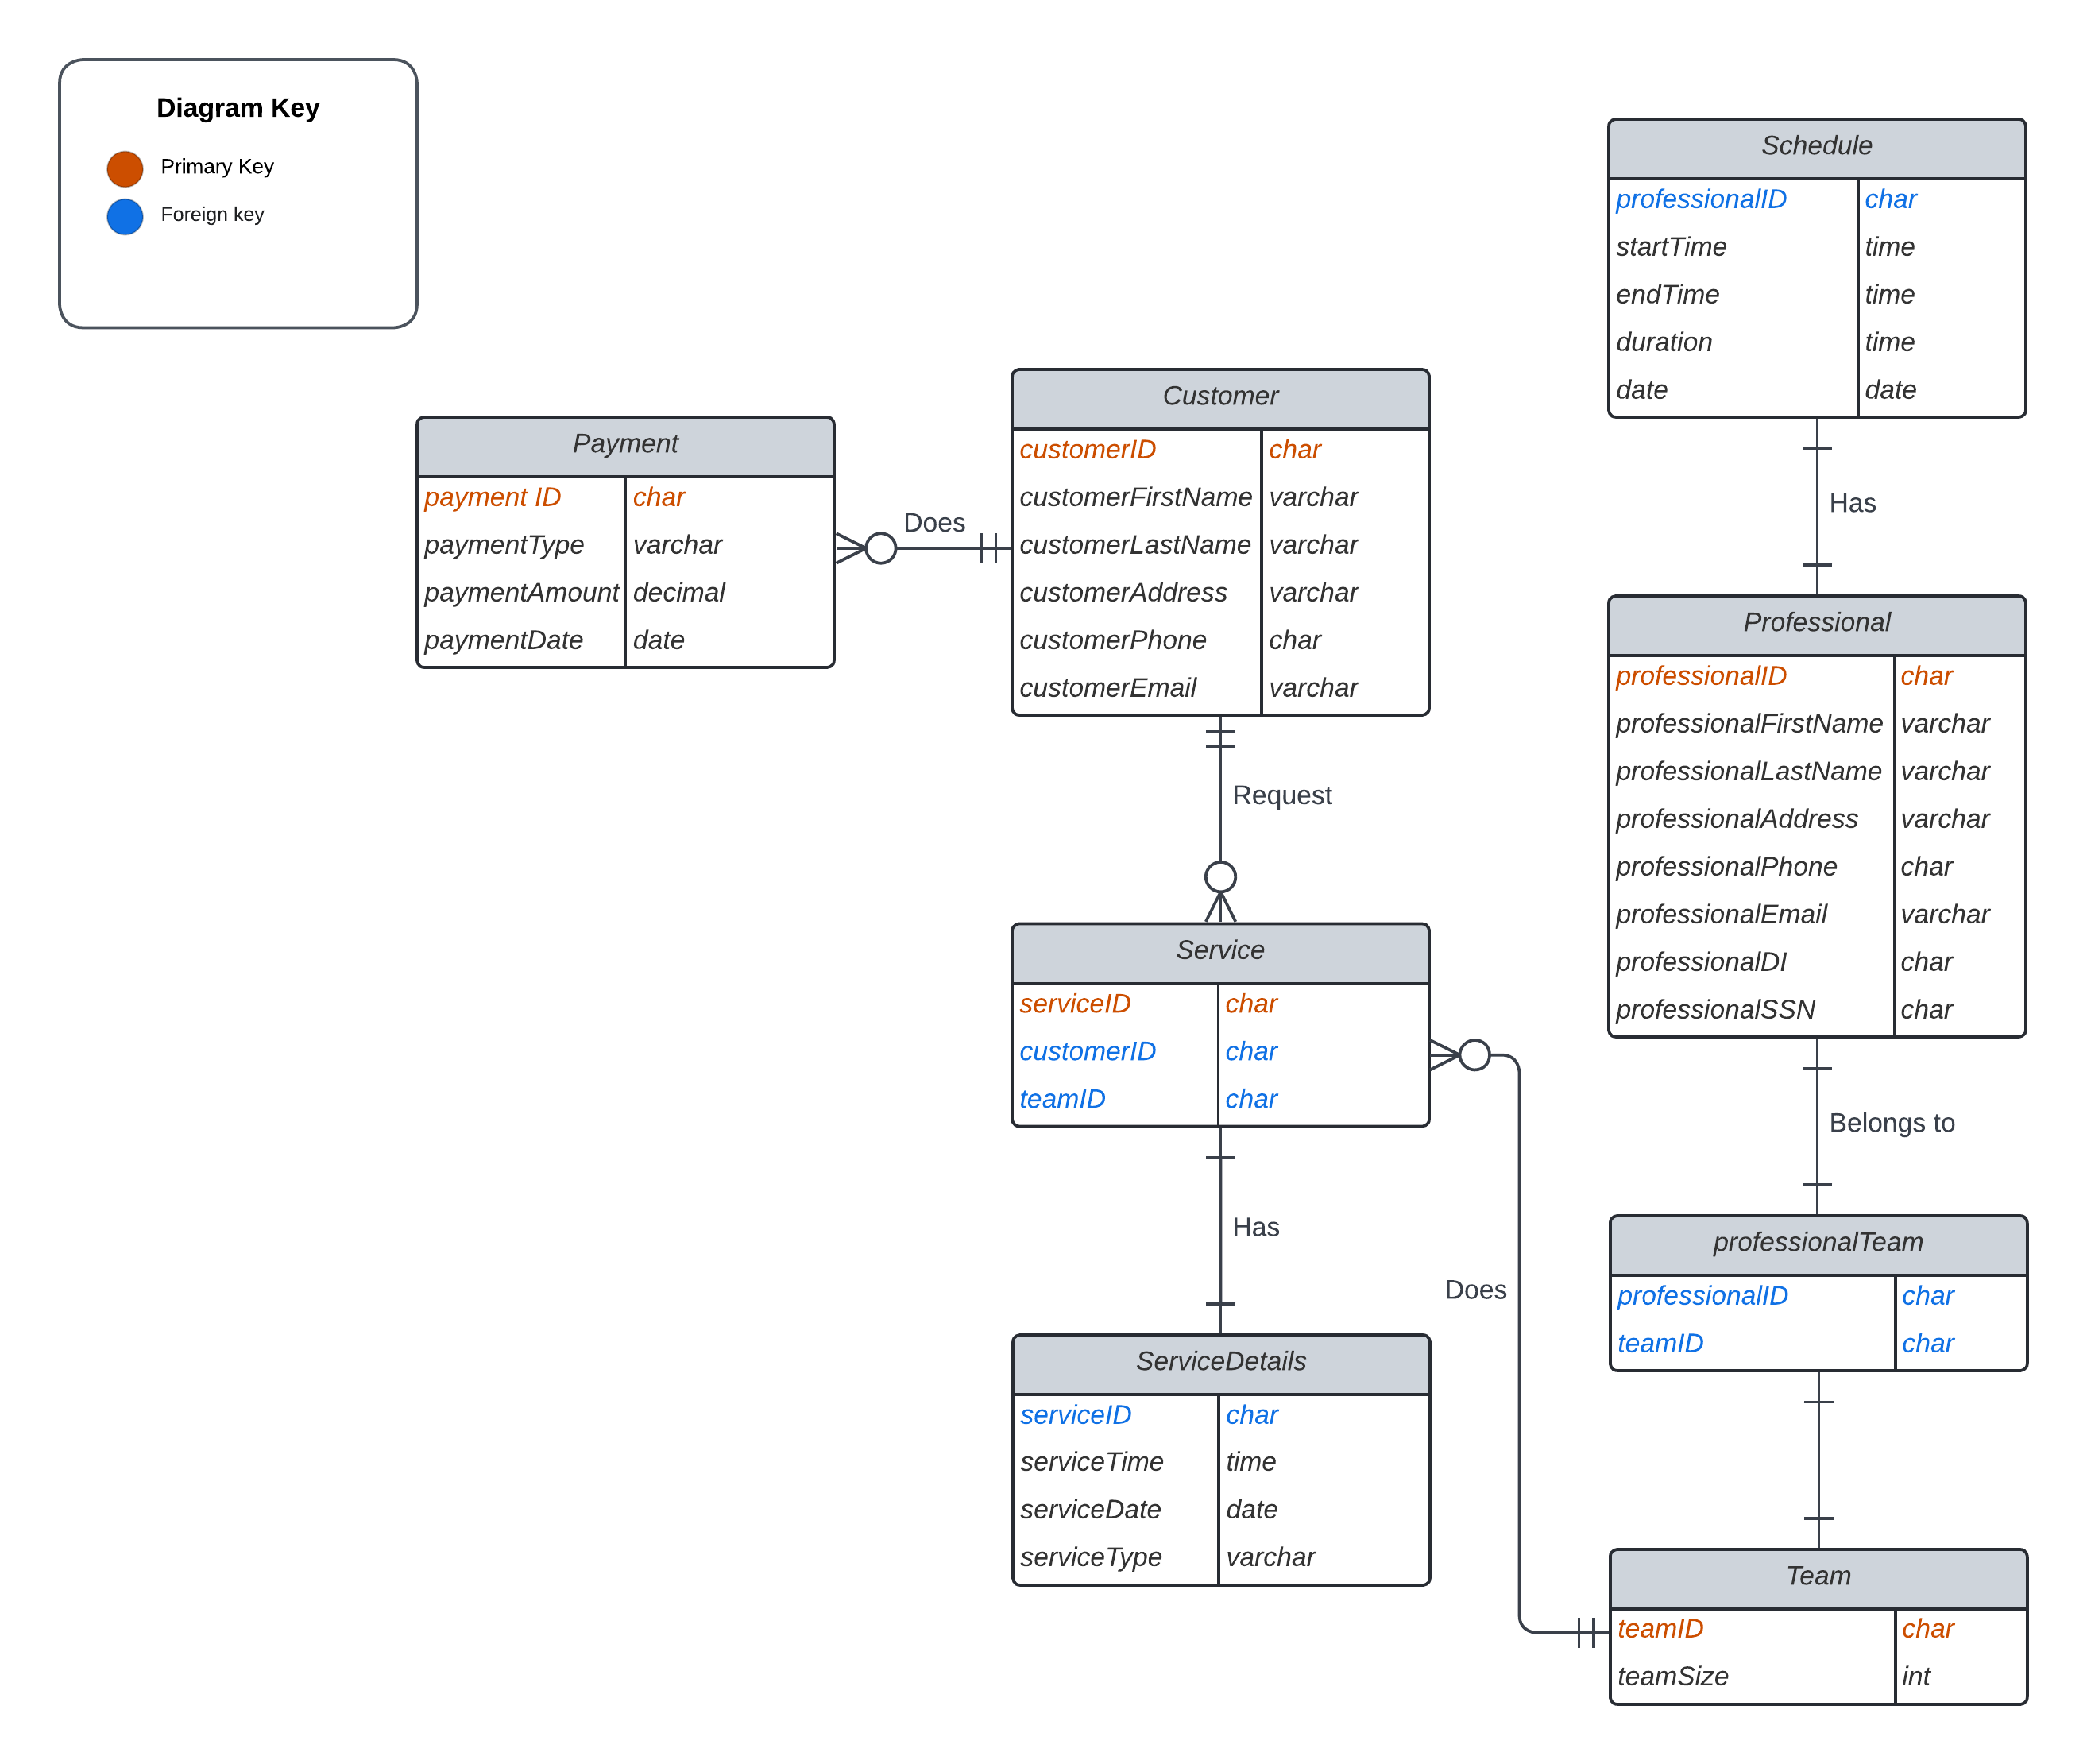 Diagram Key
Primary Key
Foreign key
Schedule
professionalID char
startTime time
endTime time
duration time
date date
Has
Customer
customerID char
customerFirstName varchar
customerLastName varchar
customerAddress varchar
customerPhone char
customerEmail varchar
Payment
payment ID char
paymentType varchar
paymentAmount decimal
paymentDate date
Does
Request
Professional
professionalID char
professionalFirstName varchar
professionalLastName varchar
professionalAddress varchar
professionalPhone char
professionalEmail varchar
professionalDI char
professionalSSN char
Belongs to
Service
serviceID char
customerID char
teamID char
Has
Does
ServiceDetails
serviceID char
serviceTime time
serviceDate date
serviceType varchar
professionalTeam
professionalID char
teamID char
Team
teamID char
teamSize int